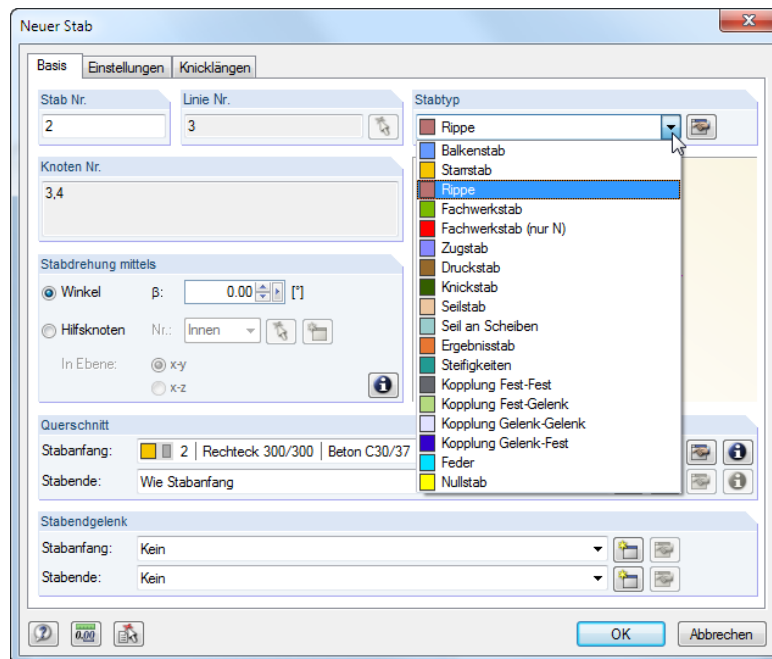 Neuer Stab
Basis Einstellungen Knicklängen
Stab Nr. Linie Nr. Stabtyp
2 3 Rippe
Balkenstab
Starrstab
Rippe
Fachwerkstab
Fachwerkstab (nur N)
Zugstab
Druckstab
Knickstab
Seilstab
Seil an Scheiben
Ergebnisstab
Steifigkeiten
Kopplung Fest-Fest
Kopplung Fest-Gelenk
Kopplung Gelenk-Gelenk
Kopplung Gelenk-Fest
Feder
Nullstab
Knoten Nr.
3,4
Stabdrehung mittels
Winkel β: 0.00 [°]
Hilfsknoten Nr.: Innen
In Ebene: x-y
x-z
Querschnitt
Stabanfang: 2 | Rechteck 300/300 | Beton C30/37
Stabende: Wie Stabanfang
Stabendgelenk
Stabanfang: Kein
Stabende: Kein
0.00 OK Abbrechen